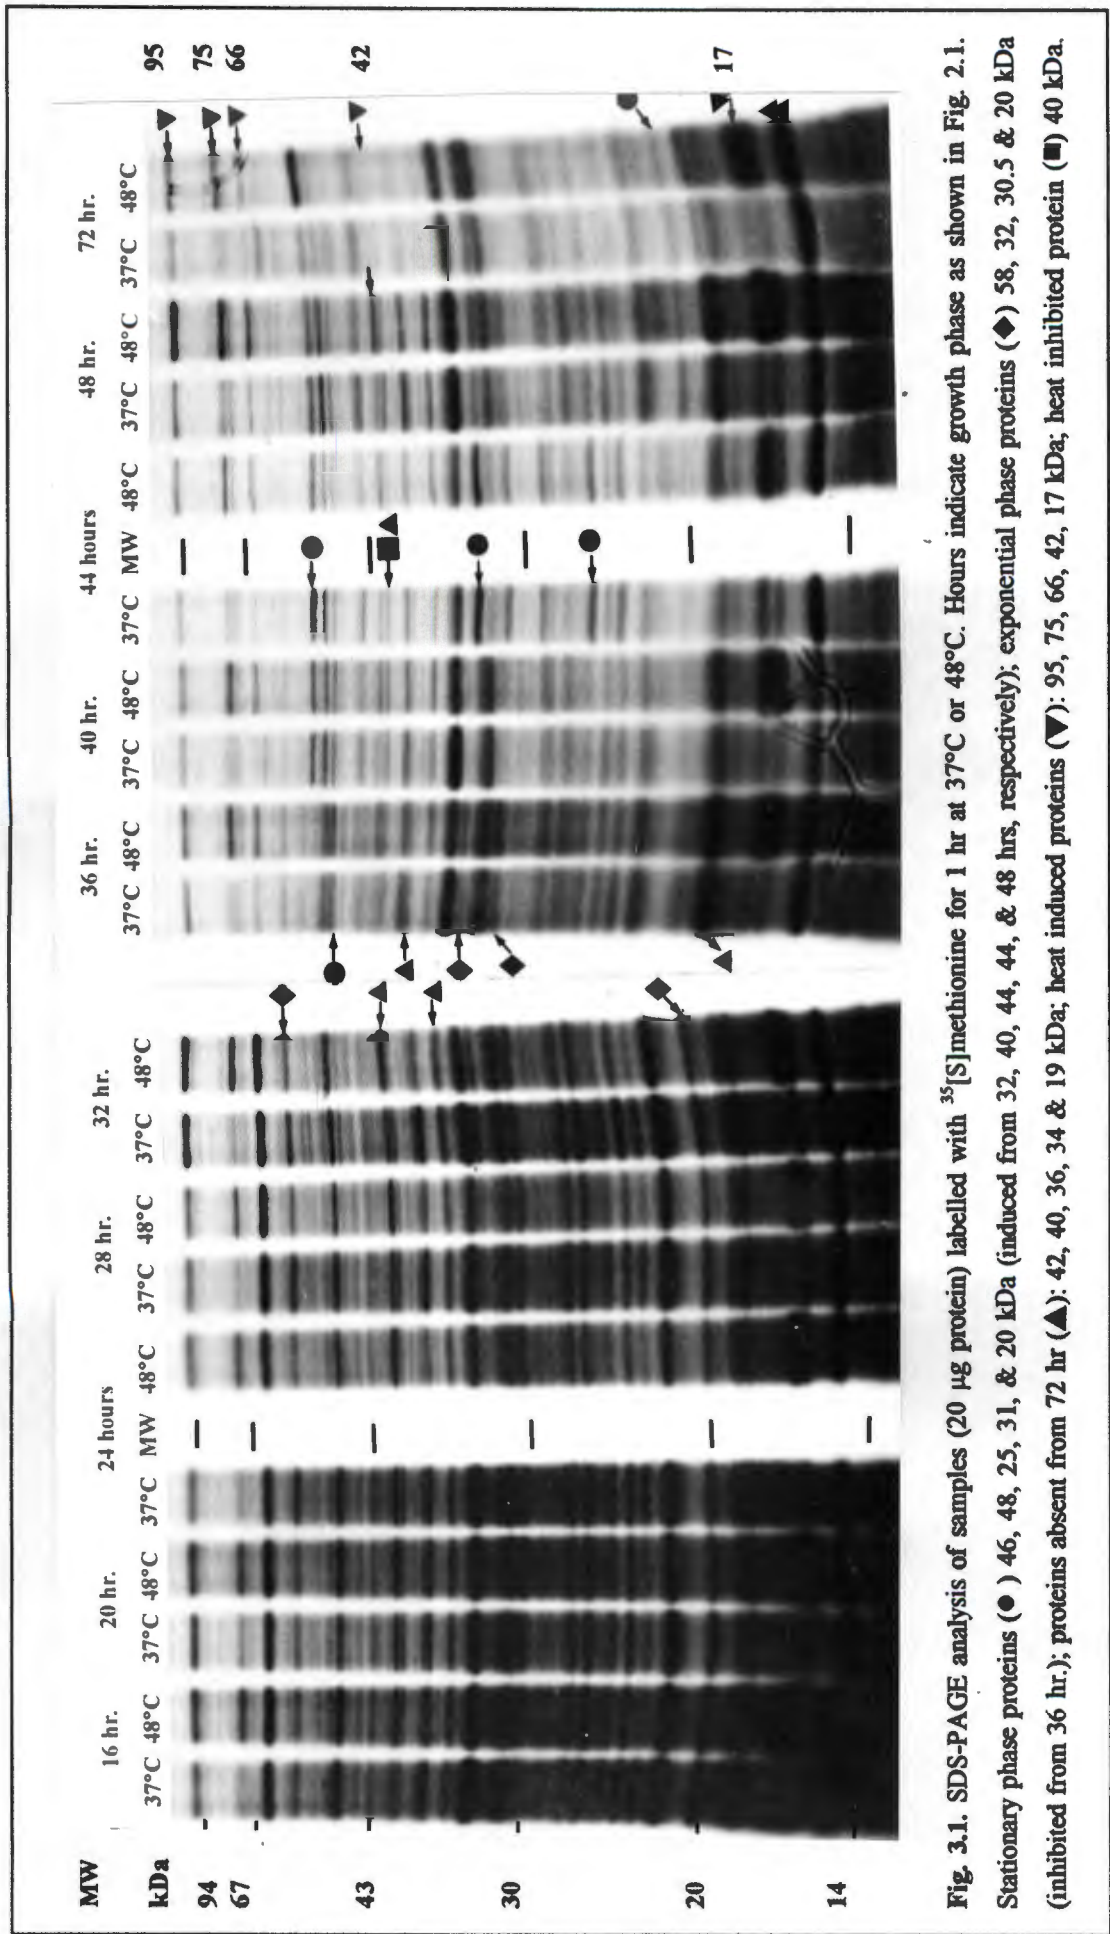 MW
16 hr. 20 hr. 24 hours 28 hr. 32 hr. 36 hr. 40 hr. 44 hours 48 hr. 72 hr.
kDa 37°C 48°C 37°C 48°C 37°C MW 48°C 37°C 48°C 37°C 48°C 37°C 48°C 37°C 48°C 37°C MW 48°C 37°C 48°C 37°C 48°C
94
67
43
30
20
14
95
75
66
42
17
Fig. 3.1. SDS-PAGE analysis of samples (20 µg protein) labelled with ³⁵[S]methionine for 1 hr at 37°C or 48°C. Hours indicate growth phase as shown in Fig. 2.1.
Stationary phase proteins (●) 46, 48, 25, 31, & 20 kDa (induced from 32, 40, 44, 44, & 48 hrs, respectively); exponential phase proteins (◆) 58, 32, 30.5 & 20 kDa
(inhibited from 36 hr.); proteins absent from 72 hr (▲): 42, 40, 36, 34 & 19 kDa; heat induced proteins (▼): 95, 75, 66, 42, 17 kDa; heat inhibited protein (■) 40 kDa.